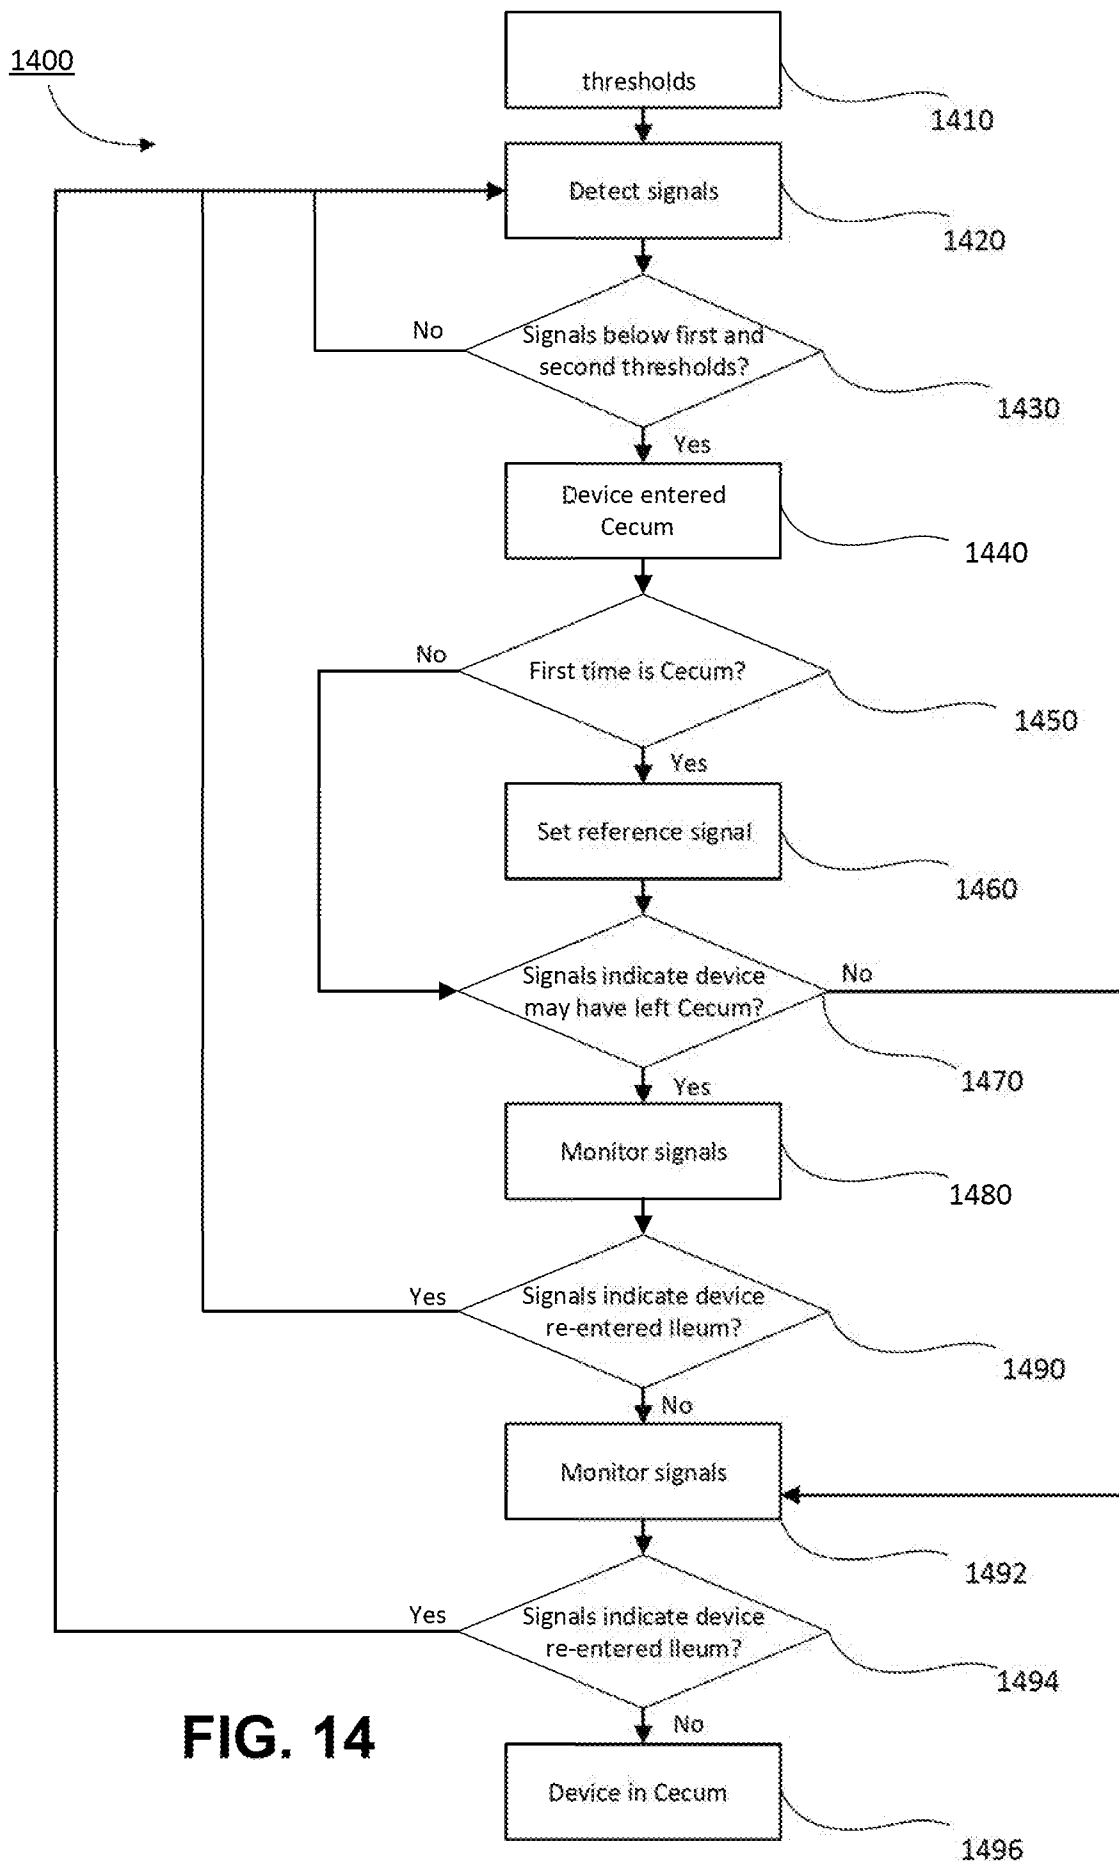 1400
thresholds
1410
Detect signals
1420
No
Signals below first and
second thresholds?
1430
Yes
Device entered
Cecum
1440
No
First time is Cecum?
1450
Yes
Set reference signal
1460
Signals indicate device
may have left Cecum?
No
1470
Yes
Monitor signals
1480
Yes
Signals indicate device
re-entered Ileum?
1490
No
Monitor signals
1492
Yes
Signals indicate device
re-entered Ileum?
1494
FIG. 14
No
Device in Cecum
1496